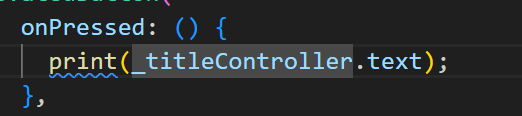 onPressed: () {
print(_titleController.text);
},